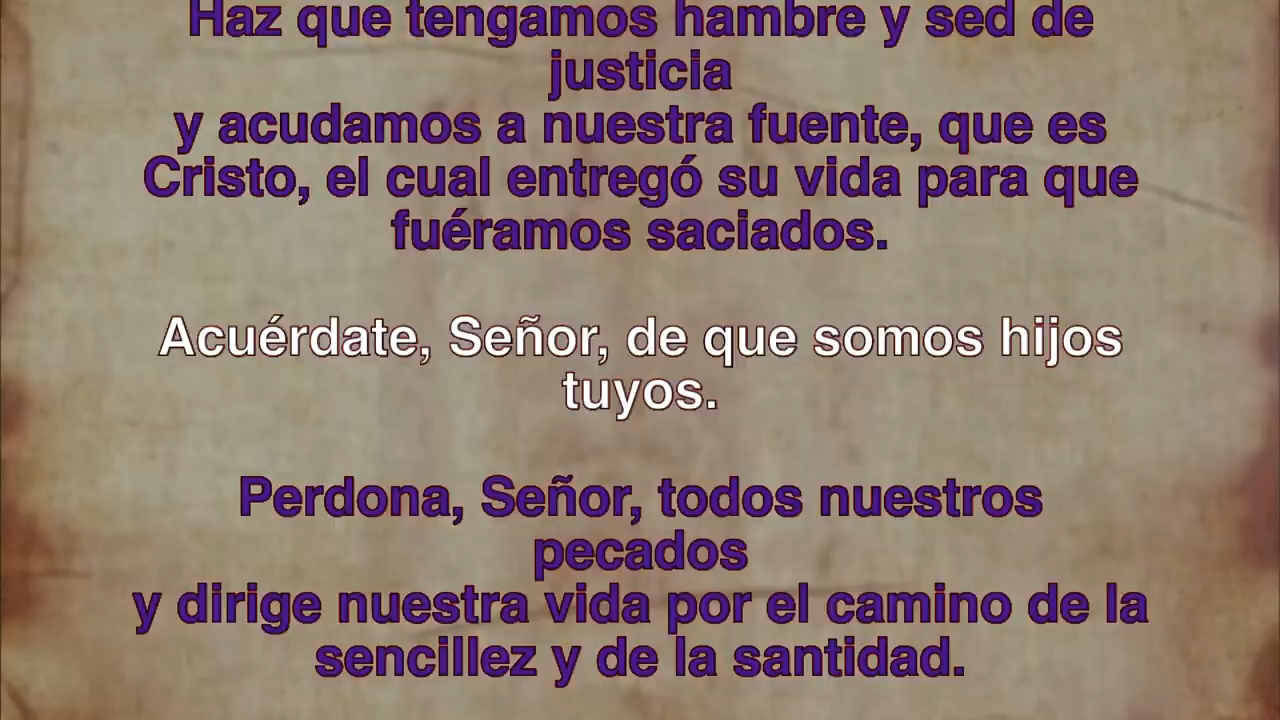 Haz que tengamos hambre y sed de
justicia
y acudamos a nuestra fuente, que es
Cristo, el cual entregó su vida para que
fuéramos saciados.
Acuérdate, Señor, de que somos hijos
tuyos.
Perdona, Señor, todos nuestros
pecados
y dirige nuestra vida por el camino de la
sencillez y de la santidad.